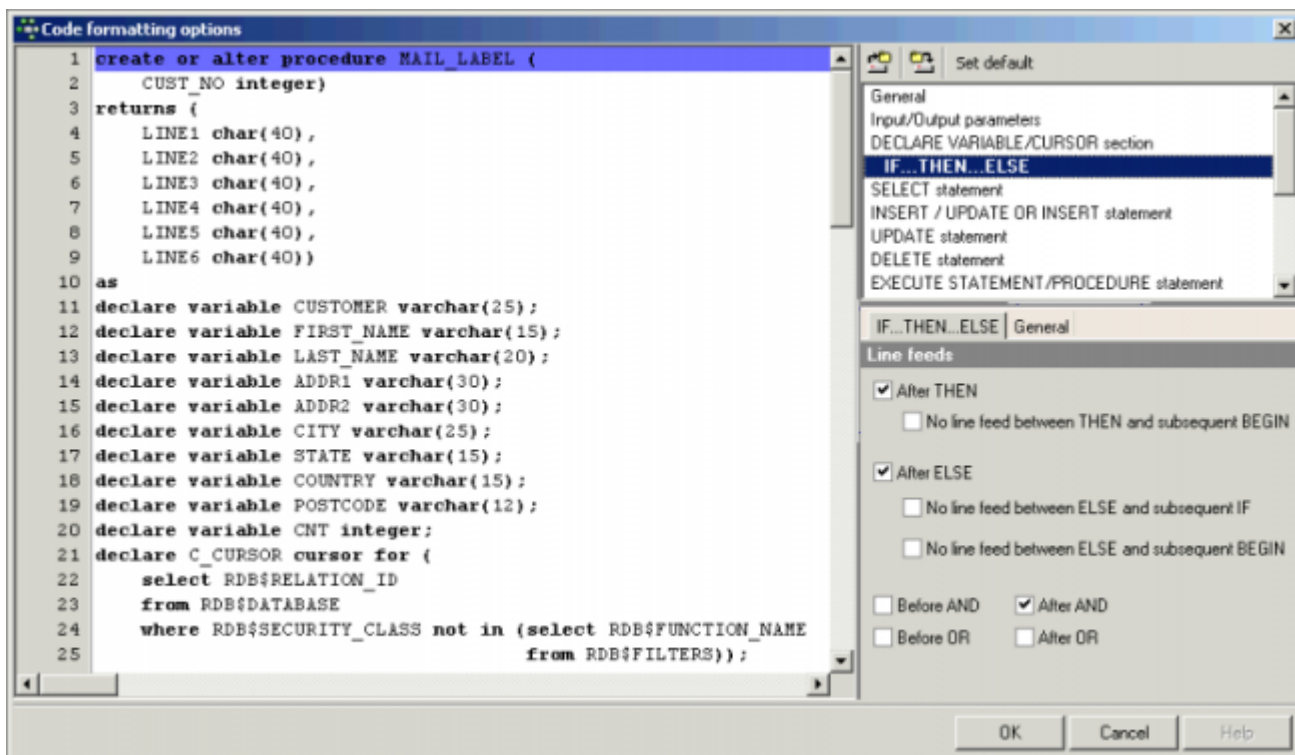 Code formatting options
1 create or alter procedure MAIL_LABEL (
2 CUST_NO integer)
3 returns (
4 LINE1 char(40),
5 LINE2 char(40),
6 LINE3 char(40),
7 LINE4 char(40),
8 LINE5 char(40),
9 LINE6 char(40))
10 as
11 declare variable CUSTOMER varchar(25);
12 declare variable FIRST_NAME varchar(15);
13 declare variable LAST_NAME varchar(20);
14 declare variable ADDR1 varchar(30);
15 declare variable ADDR2 varchar(30);
16 declare variable CITY varchar(25);
17 declare variable STATE varchar(15);
18 declare variable COUNTRY varchar(15);
19 declare variable POSTCODE varchar(12);
20 declare variable CNT integer;
21 declare C_CURSOR cursor for (
22 select RDB$RELATION_ID
23 from RDB$DATABASE
24 where RDB$SECURITY_CLASS not in (select RDB$FUNCTION_NAME
25 from RDB$FILTERS));
Set default
General
Input/Output parameters
DECLARE VARIABLE/CURSOR section
IF...THEN...ELSE
SELECT statement
INSERT / UPDATE OR INSERT statement
UPDATE statement
DELETE statement
EXECUTE STATEMENT/PROCEDURE statement
IF...THEN...ELSE General
Line feeds
After THEN
No line feed between THEN and subsequent BEGIN
After ELSE
No line feed between ELSE and subsequent IF
No line feed between ELSE and subsequent BEGIN
Before AND After AND
Before OR After OR
OK Cancel Help